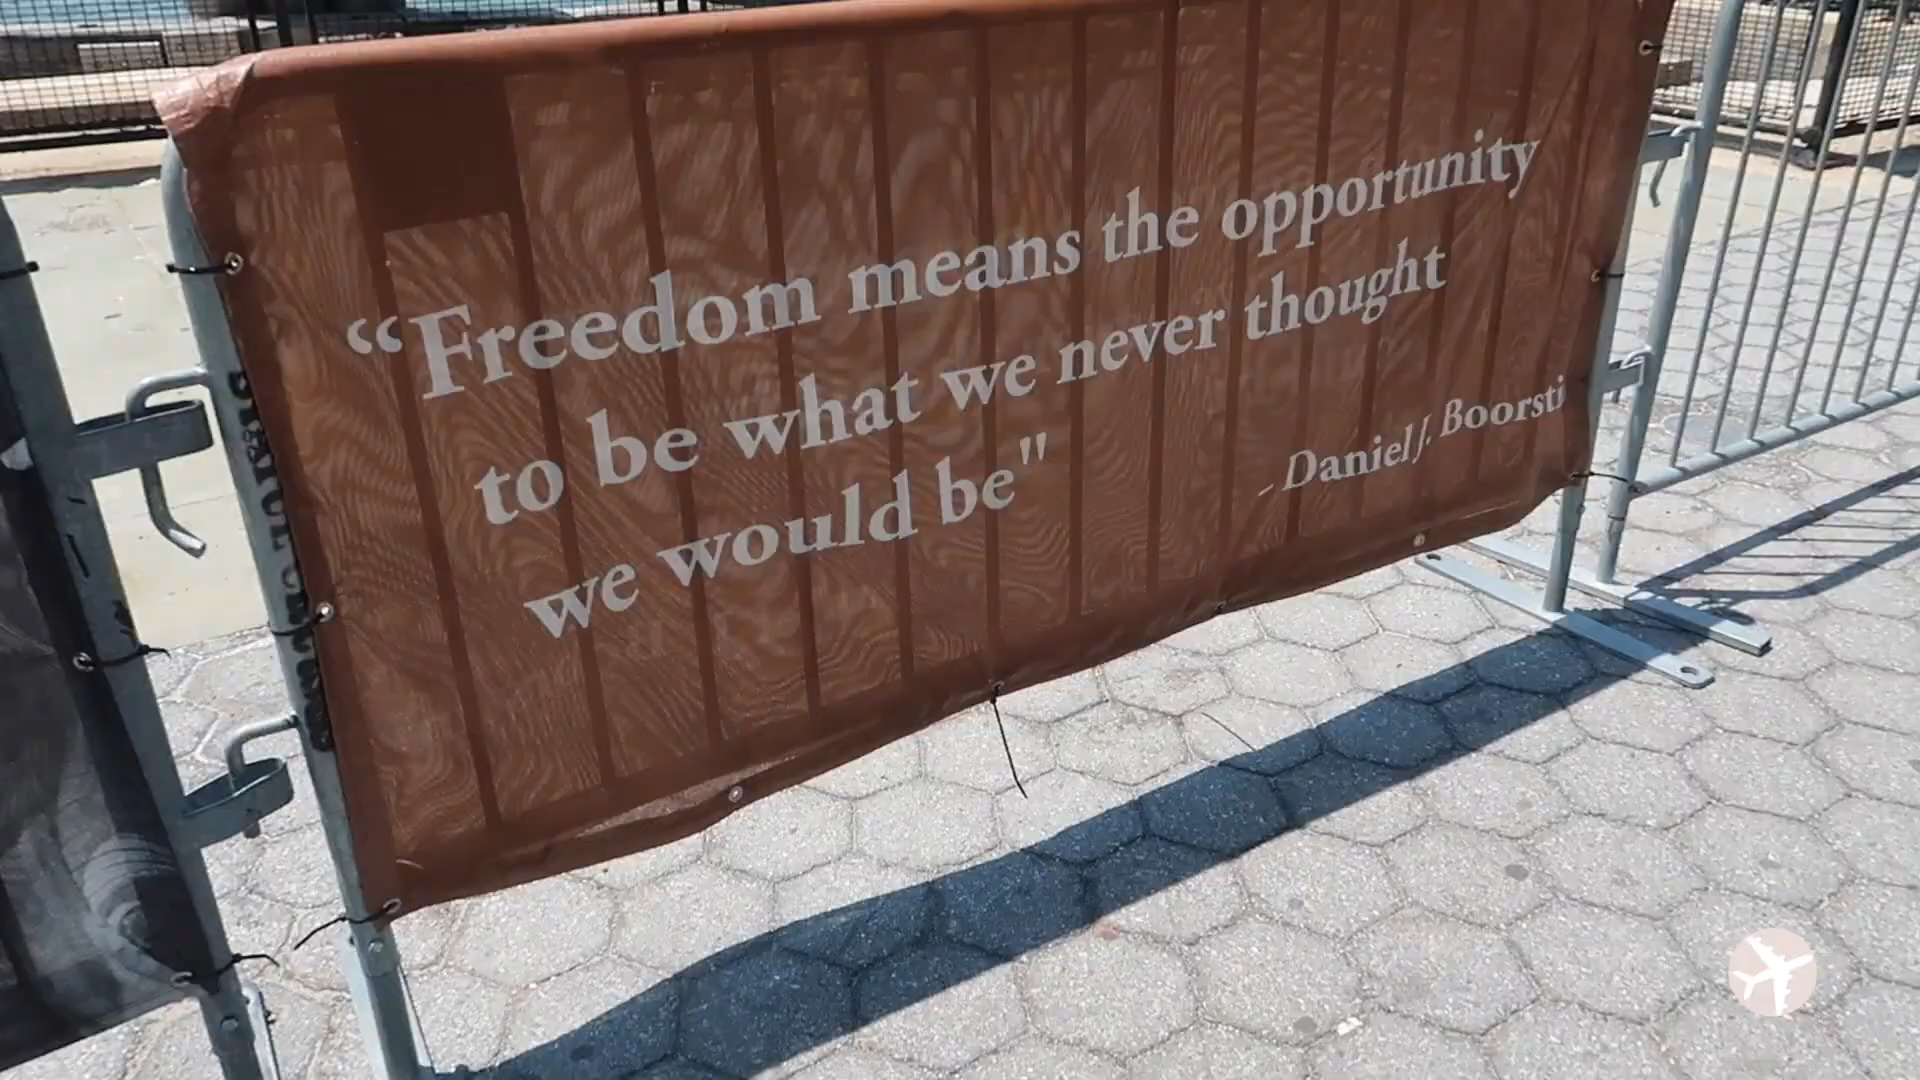 “Freedom means the opportunity
to be what we never thought
we would be"
- Daniel J. Boorsti